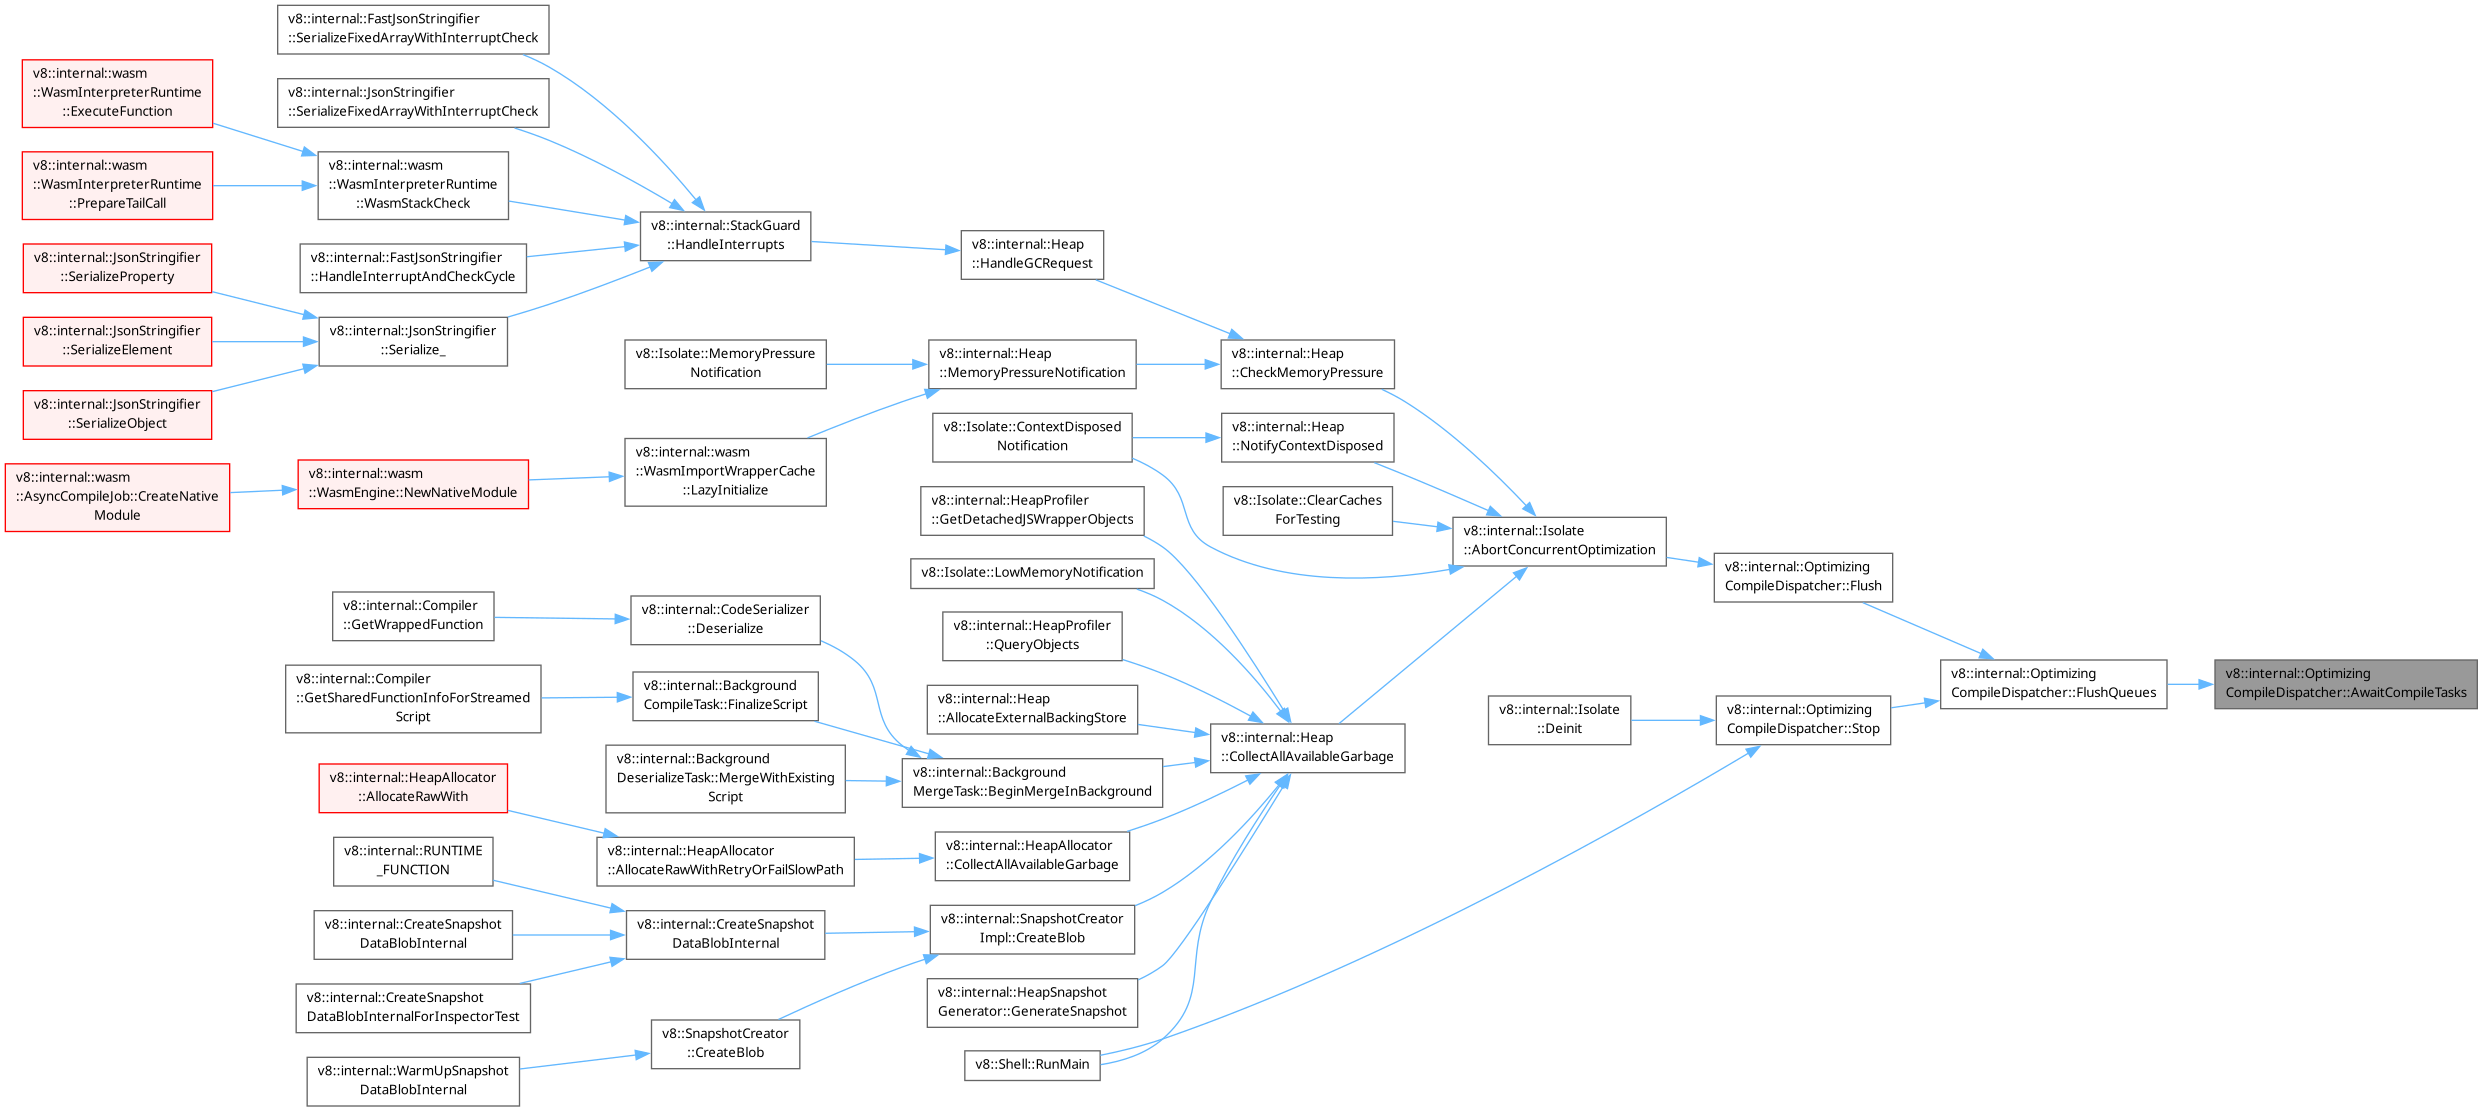 v8::internal::FastJsonStringifier
::SerializeFixedArrayWithInterruptCheck
v8::internal::wasm
::WasmInterpreterRuntime
::ExecuteFunction
v8::internal::JsonStringifier
::SerializeFixedArrayWithInterruptCheck
v8::internal::wasm
::WasmInterpreterRuntime
::PrepareTailCall
v8::internal::wasm
::WasmInterpreterRuntime
::WasmStackCheck
v8::internal::StackGuard
::HandleInterrupts
v8::internal::Heap
::HandleGCRequest
v8::internal::JsonStringifier
::SerializeProperty
v8::internal::FastJsonStringifier
::HandleInterruptAndCheckCycle
v8::internal::JsonStringifier
::SerializeElement
v8::internal::JsonStringifier
::Serialize_
v8::Isolate::MemoryPressure
Notification
v8::internal::Heap
::MemoryPressureNotification
v8::internal::Heap
::CheckMemoryPressure
v8::internal::JsonStringifier
::SerializeObject
v8::Isolate::ContextDisposed
Notification
v8::internal::Heap
::NotifyContextDisposed
v8::internal::wasm
::AsyncCompileJob::CreateNative
Module
v8::internal::wasm
::WasmEngine::NewNativeModule
v8::internal::wasm
::WasmImportWrapperCache
::LazyInitialize
v8::internal::HeapProfiler
::GetDetachedJSWrapperObjects
v8::Isolate::ClearCaches
ForTesting
v8::internal::Isolate
::AbortConcurrentOptimization
v8::Isolate::LowMemoryNotification
v8::internal::Optimizing
CompileDispatcher::Flush
v8::internal::Compiler
::GetWrappedFunction
v8::internal::CodeSerializer
::Deserialize
v8::internal::HeapProfiler
::QueryObjects
v8::internal::Compiler
::GetSharedFunctionInfoForStreamed
Script
v8::internal::Background
CompileTask::FinalizeScript
v8::internal::Heap
::AllocateExternalBackingStore
v8::internal::Isolate
::Deinit
v8::internal::Optimizing
CompileDispatcher::Stop
v8::internal::Optimizing
CompileDispatcher::FlushQueues
v8::internal::Optimizing
CompileDispatcher::AwaitCompileTasks
v8::internal::Heap
::CollectAllAvailableGarbage
v8::internal::Background
DeserializeTask::MergeWithExisting
Script
v8::internal::Background
MergeTask::BeginMergeInBackground
v8::internal::HeapAllocator
::AllocateRawWith
v8::internal::HeapAllocator
::AllocateRawWithRetryOrFailSlowPath
v8::internal::HeapAllocator
::CollectAllAvailableGarbage
v8::internal::RUNTIME
_FUNCTION
v8::internal::CreateSnapshot
DataBlobInternal
v8::internal::CreateSnapshot
DataBlobInternal
v8::internal::SnapshotCreator
Impl::CreateBlob
v8::internal::CreateSnapshot
DataBlobInternalForInspectorTest
v8::internal::HeapSnapshot
Generator::GenerateSnapshot
v8::SnapshotCreator
::CreateBlob
v8::Shell::RunMain
v8::internal::WarmUpSnapshot
DataBlobInternal